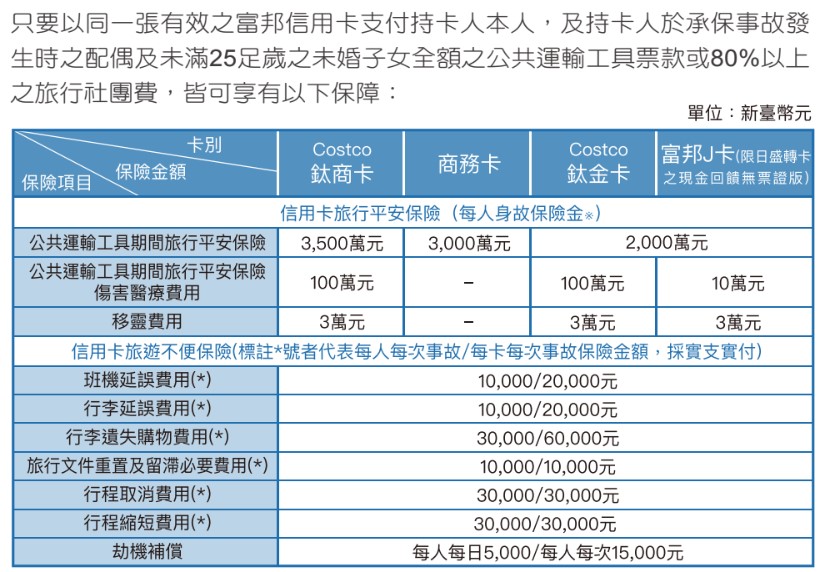 只要以同一張有效之富邦信用卡支付持卡人本人，及持卡人於承保事故發
生時之配偶及未滿25足歲之未婚子女全額之公共運輸工具票款或80%以上
之旅行社團費，皆可享有以下保障：
單位：新臺幣元
卡別
保險金額
保險項目
Costco
鈦商卡
商務卡
Costco
鈦金卡
富邦J卡(限日盛轉卡
之現金回饋無票證版)
信用卡旅行平安保險（每人身故保險金※）
公共運輸工具期間旅行平安保險 3,500萬元 3,000萬元 2,000萬元
公共運輸工具期間旅行平安保險
傷害醫療費用
100萬元 – 100萬元 10萬元
移靈費用 3萬元 – 3萬元 3萬元
信用卡旅遊不便保險(標註*號者代表每人每次事故/每卡每次事故保險金額，採實支實付)
班機延誤費用(*) 10,000/20,000元
行李延誤費用(*) 10,000/20,000元
行李遺失購物費用(*) 30,000/60,000元
旅行文件重置及留滯必要費用(*) 10,000/10,000元
行程取消費用(*) 30,000/30,000元
行程縮短費用(*) 30,000/30,000元
劫機補償 每人每日5,000/每人每次15,000元